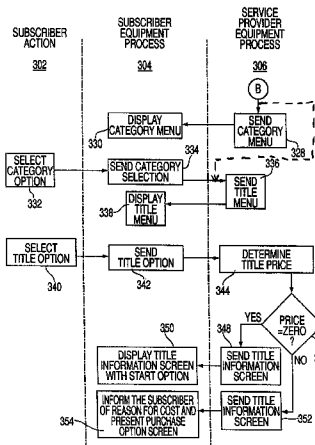 SUBSCRIBER
ACTION
302
SUBSCRIBER
EQUIPMENT
PROCESS
304
SERVICE
PROVIDER
EQUIPMENT
PROCESS
306
B
DISPLAY
CATEGORY MENU
330
SEND
CATEGORY
MENU
328
SELECT
CATEGORY
OPTION
332
SEND CATEGORY
SELECTION
334
SEND
TITLE
MENU
336
DISPLAY
TITLE
MENU
338
SELECT
TITLE OPTION
340
SEND
TITLE OPTION
342
DETERMINE
TITLE PRICE
344
PRICE
=ZERO
?
YES
NO
348
SEND TITLE
INFORMATION
SCREEN
350
DISPLAY TITLE
INFORMATION SCREEN
WITH START OPTION
SEND TITLE
INFORMATION
SCREEN
352
INFORM THE SUBSCRIBER
OF REASON FOR COST AND
PRESENT PURCHASE
OPTION SCREEN
354